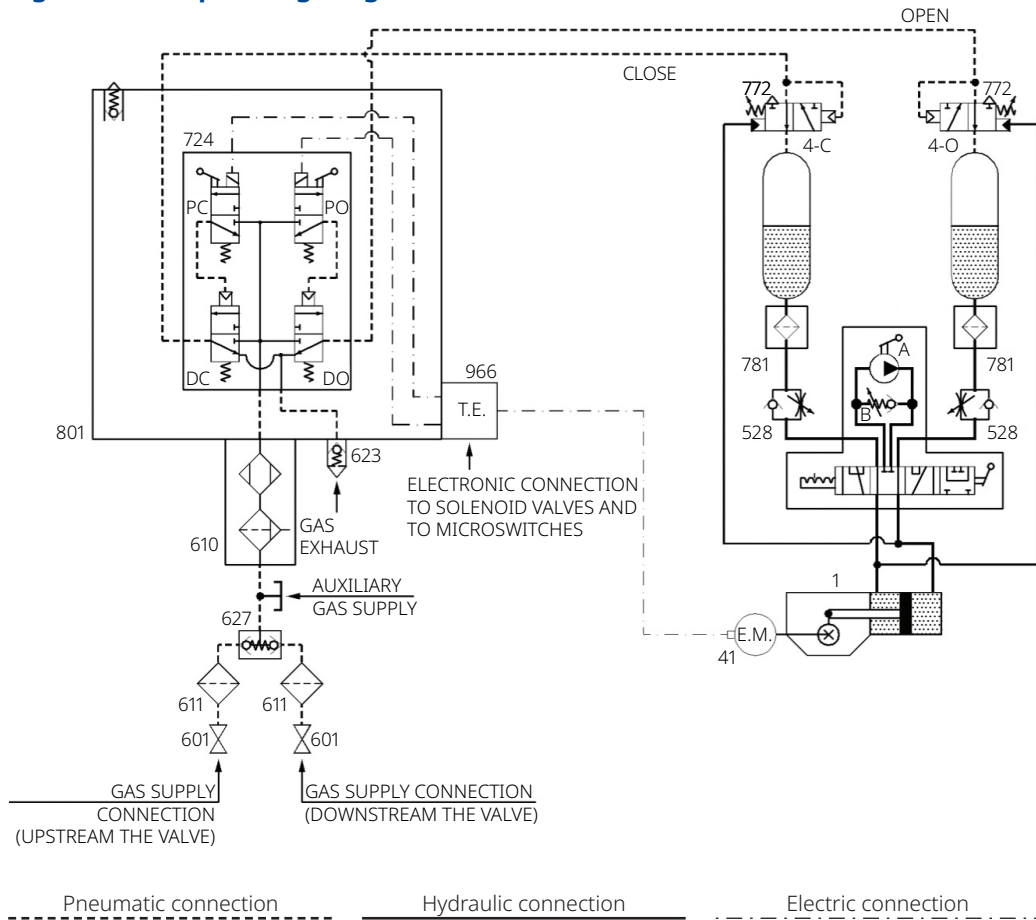 OPEN
CLOSE
772
772
4-C
4-O
724
PC
PO
DC
DO
966
T.E.
801
623
781
A
781
B
528
528
ELECTRONIC CONNECTION
TO SOLENOID VALVES AND
TO MICROSWITCHES
GAS
EXHAUST
610
AUXILIARY
GAS SUPPLY
1
627
E.M.
41
611
611
601
601
GAS SUPPLY
CONNECTION
(UPSTREAM THE VALVE)
GAS SUPPLY CONNECTION
(DOWNSTREAM THE VALVE)
Pneumatic connection
Hydraulic connection
Electric connection